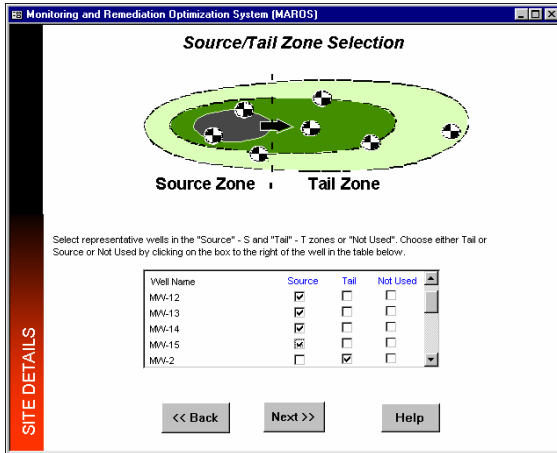 Monitoring and Remediation Optimization System (MAROS)
Source/Tail Zone Selection
Source Zone Tail Zone
Select representative wells in the "Source" - S and "Tail" - T zones or "Not Used". Choose either Tail or
Source or Not Used by clicking on the box to the right of the well in the table below.
Well Name Source Tail Not Used
MW-12
MW-13
MW-14
MW-15
MW-2
SITE DETAILS
<< Back Next >> Help